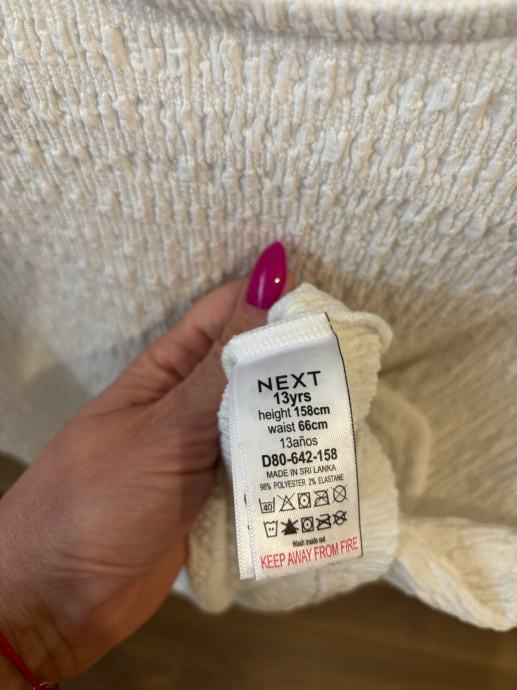 NEXT
13yrs
height 158cm
waist 66cm
13años
D80-642-158
MADE IN SRI LANKA
98% POLYESTER 2% ELASTANE
40
Wash inside out
KEEP AWAY FROM FIRE